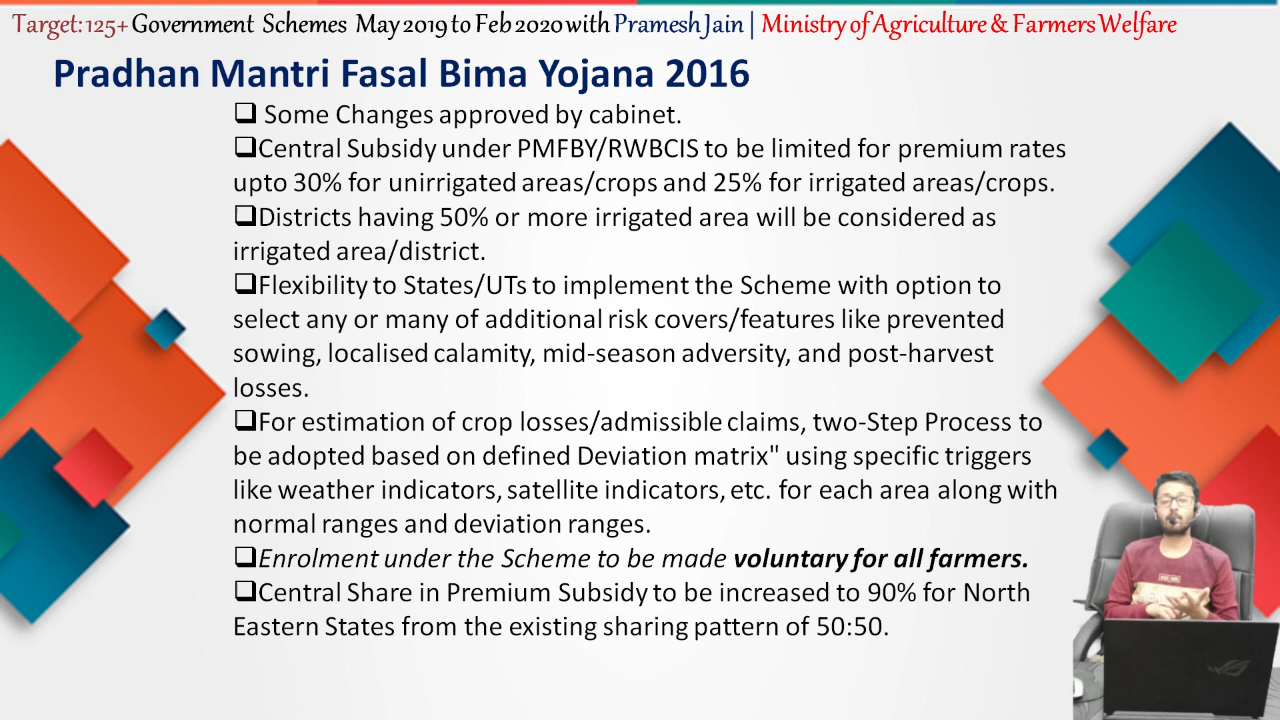 Target:125+ Government Schemes May 2019 to Feb 2020 with Pramesh Jain | Ministry of Agriculture & Farmers Welfare
Pradhan Mantri Fasal Bima Yojana 2016
❑ Some Changes approved by cabinet.
❑Central Subsidy under PMFBY/RWBCIS to be limited for premium rates
upto 30% for unirrigated areas/crops and 25% for irrigated areas/crops.
❑Districts having 50% or more irrigated area will be considered as
irrigated area/district.
❑Flexibility to States/UTs to implement the Scheme with option to
select any or many of additional risk covers/features like prevented
sowing, localised calamity, mid-season adversity, and post-harvest
losses.
❑For estimation of crop losses/admissible claims, two-Step Process to
be adopted based on defined Deviation matrix" using specific triggers
like weather indicators, satellite indicators, etc. for each area along with
normal ranges and deviation ranges.
❑Enrolment under the Scheme to be made voluntary for all farmers.
❑Central Share in Premium Subsidy to be increased to 90% for North
Eastern States from the existing sharing pattern of 50:50.